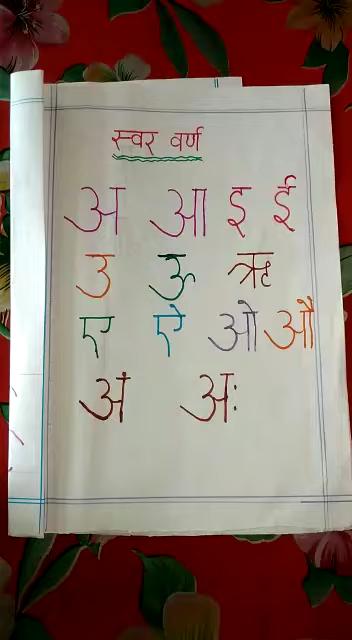 स्वर वर्ण
अ आ इ ई
उ ऊ ऋ
ए ऐ ओ औ
अं अः